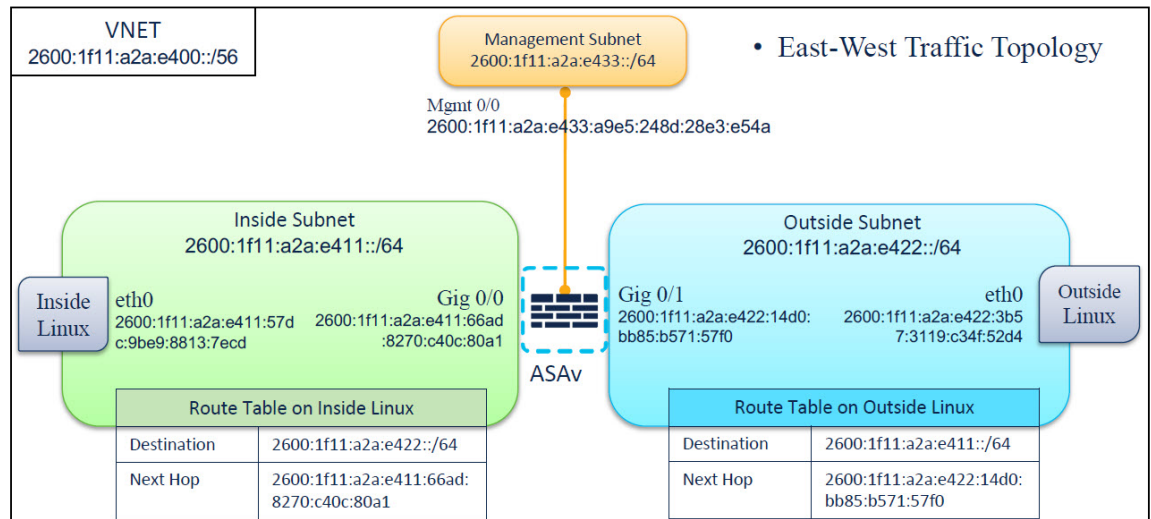 VNET
2600:1f11:a2a:e400::/56
Management Subnet
2600:1f11:a2a:e433::/64
• East-West Traffic Topology
Mgmt 0/0
2600:1f11:a2a:e433:a9e5:248d:28e3:e54a
Inside Subnet
2600:1f11:a2a:e411::/64
Outside Subnet
2600:1f11:a2a:e422::/64
Inside
Linux
eth0
2600:1f11:a2a:e411:57d
c:9be9:8813:7ecd
Gig 0/0
2600:1f11:a2a:e411:66ad
:8270:c40c:80a1
ASAv
Gig 0/1
2600:1f11:a2a:e422:14d0:
bb85:b571:57f0
eth0
2600:1f11:a2a:e422:3b5
7:3119:c34f:52d4
Outside
Linux
Route Table on Inside Linux
Destination 2600:1f11:a2a:e422::/64
Next Hop 2600:1f11:a2a:e411:66ad:
8270:c40c:80a1
Route Table on Outside Linux
Destination 2600:1f11:a2a:e411::/64
Next Hop 2600:1f11:a2a:e422:14d0:
bb85:b571:57f0